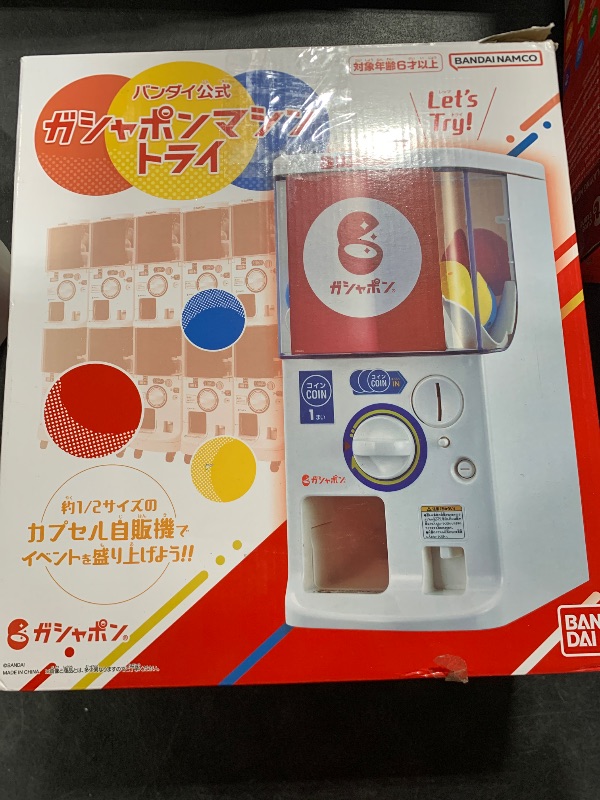 対象年齢6才以上
BANDAI NAMCO
バンダイ公式
ガシャポンマシン
トライ
Let's
Try!
ガシャポン®
コイン
COIN
1まい
コイン
COIN
IN
ガシャポン®
約1/2サイズの
カプセル自販機で
イベントを盛り上げよう!!
ガシャポン®
©BANDAI
MADE IN CHINA
BAN
DAI